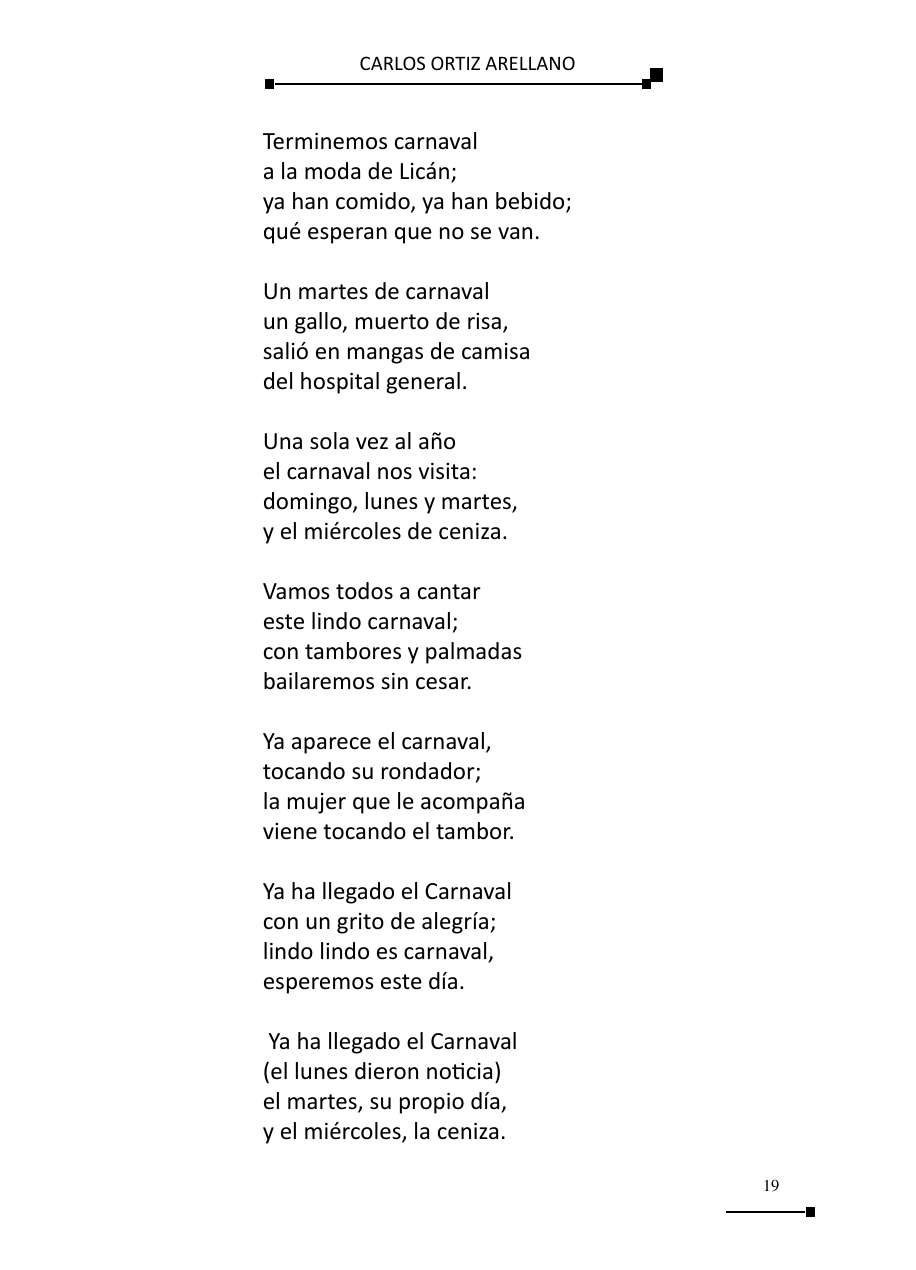 CARLOS ORTIZ ARELLANO
Terminemos carnaval
a la moda de Licán;
ya han comido, ya han bebido;
qué esperan que no se van.
Un martes de carnaval
un gallo, muerto de risa,
salió en mangas de camisa
del hospital general.
Una sola vez al año
el carnaval nos visita:
domingo, lunes y martes,
y el miércoles de ceniza.
Vamos todos a cantar
este lindo carnaval;
con tambores y palmadas
bailaremos sin cesar.
Ya aparece el carnaval,
tocando su rondador;
la mujer que le acompaña
viene tocando el tambor.
Ya ha llegado el Carnaval
con un grito de alegría;
lindo lindo es carnaval,
esperemos este día.
Ya ha llegado el Carnaval
(el lunes dieron noticia)
el martes, su propio día,
y el miércoles, la ceniza.
19